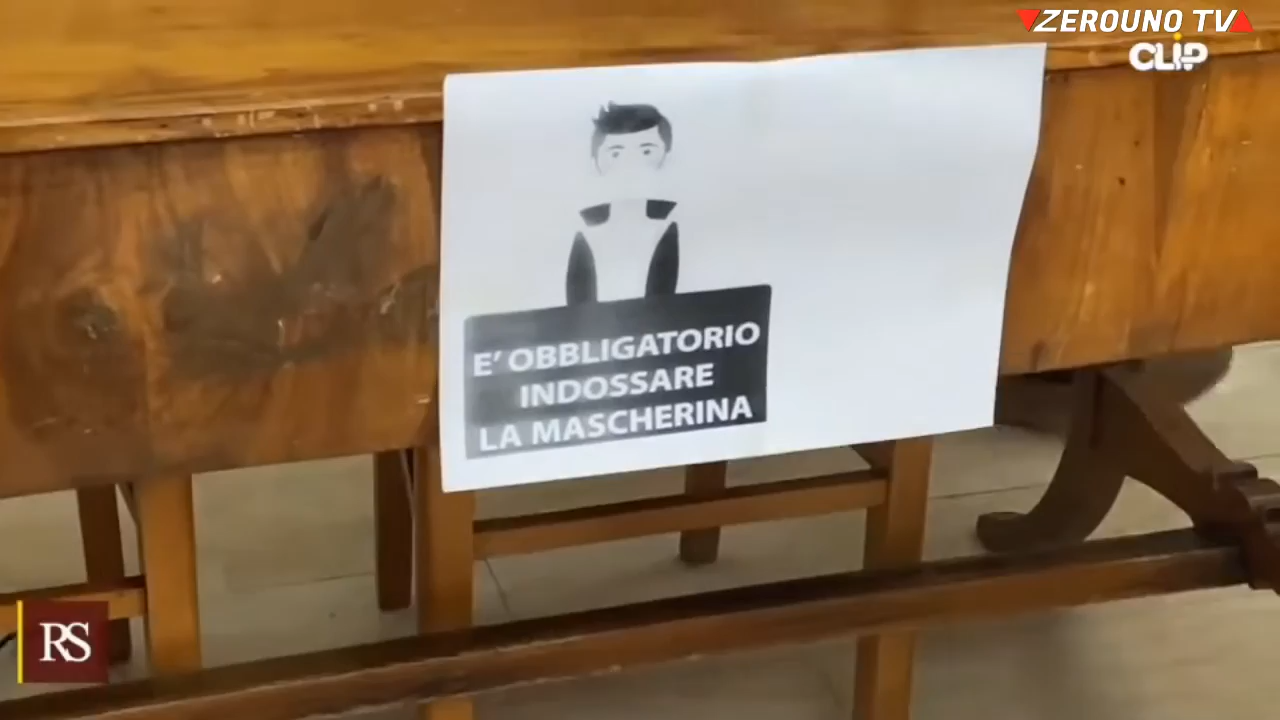 ZEROUNO TV
CLIP
E' OBBLIGATORIO
INDOSSARE
LA MASCHERINA
RS